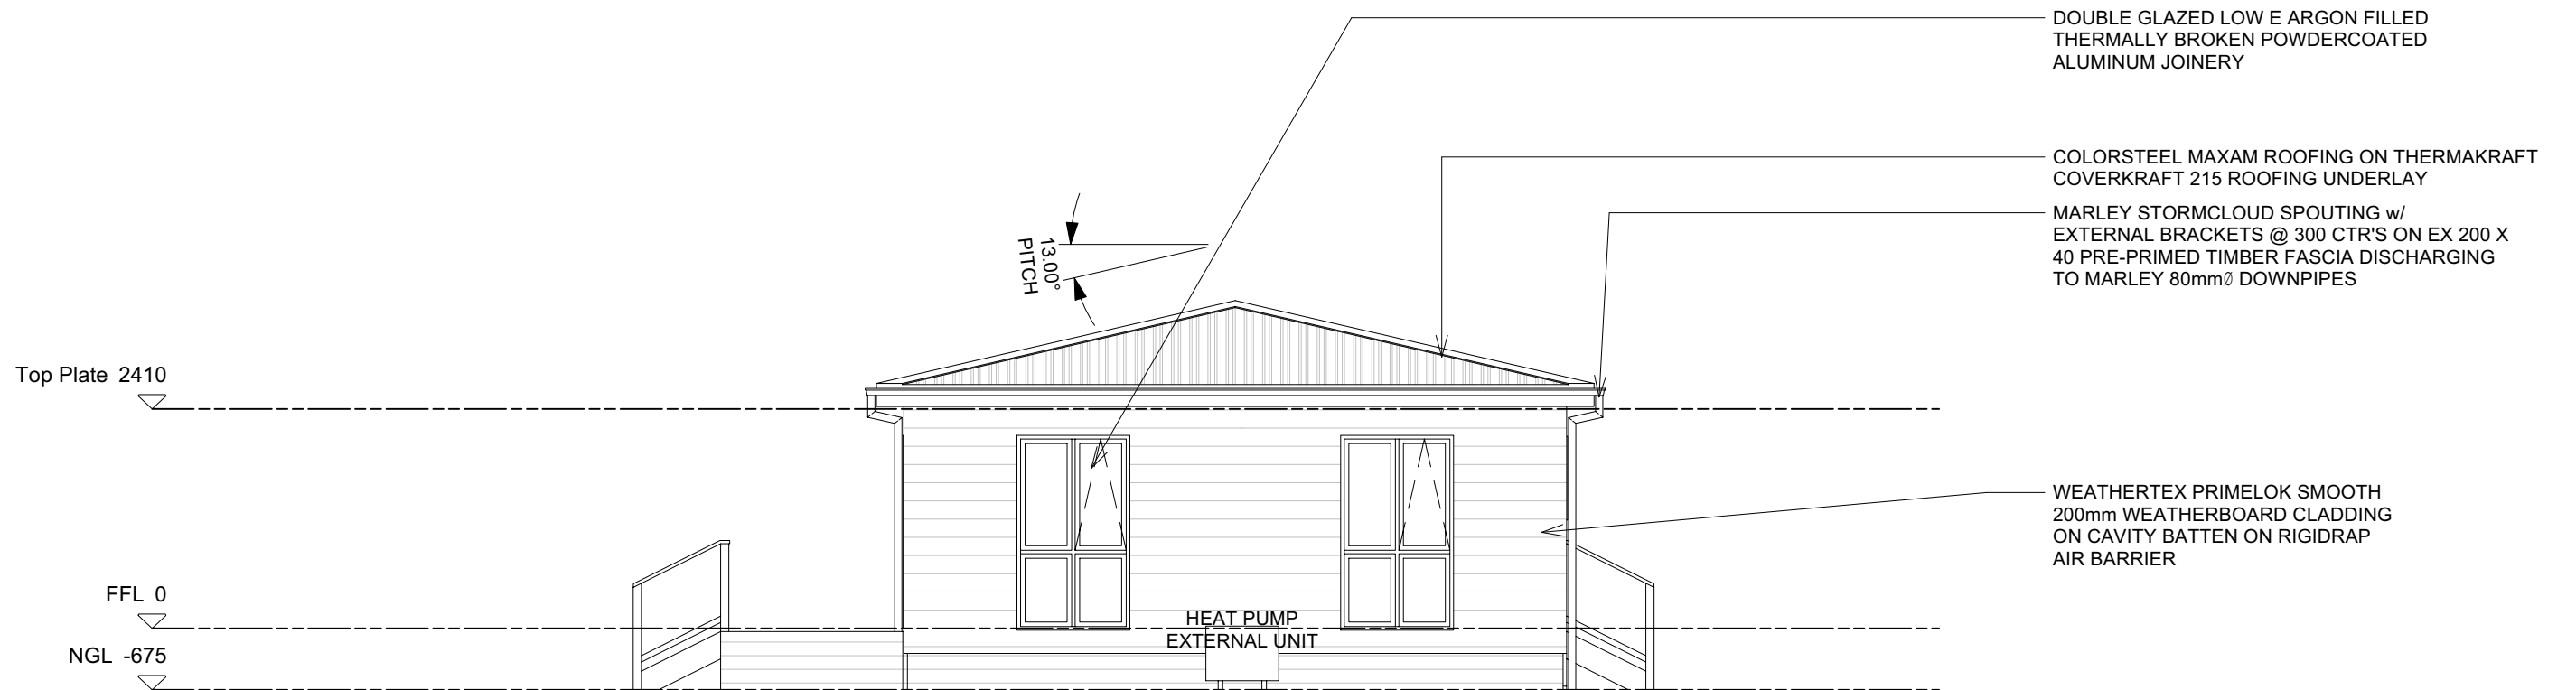 DOUBLE GLAZED LOW E ARGON FILLED
THERMALLY BROKEN POWDERCOATED
ALUMINUM JOINERY
COLORSTEEL MAXAM ROOFING ON THERMAKRAFT
COVERKRAFT 215 ROOFING UNDERLAY
MARLEY STORMCLOUD SPOUTING w/
EXTERNAL BRACKETS @ 300 CTR'S ON EX 200 X
40 PRE-PRIMED TIMBER FASCIA DISCHARGING
TO MARLEY 80mmØ DOWNPIPES
13.00°
PITCH
Top Plate 2410
WEATHERTEX PRIMELOK SMOOTH
200mm WEATHERBOARD CLADDING
ON CAVITY BATTEN ON RIGIDRAP
AIR BARRIER
FFL 0
HEAT PUMP
EXTERNAL UNIT
NGL -675